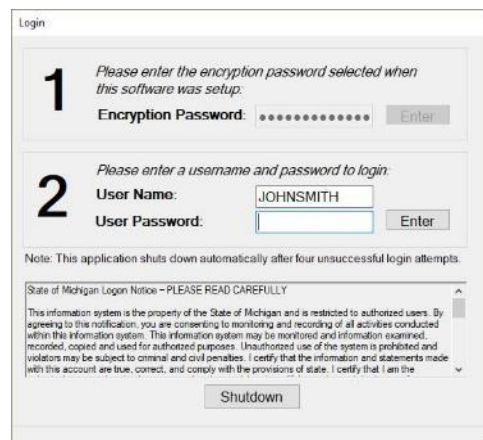 Login
1
Please enter the encryption password selected when
this software was setup:
Encryption Password: ●●●●●●●●●●●●● Enter
2
Please enter a username and password to login:
User Name: JOHNSMITH
User Password: Enter
Note: This application shuts down automatically after four unsuccessful login attempts.
State of Michigan Logon Notice – PLEASE READ CAREFULLY
This information system is the property of the State of Michigan and is restricted to authorized users. By
agreeing to this notification, you are consenting to monitoring and recording of all activities conducted
within this information system. This information system may be monitored and information examined,
recorded, copied and used for authorized purposes. Unauthorized use of the system is prohibited and
violators may be subject to criminal and civil penalties. I certify that the information and statements made
with this account are true, correct, and comply with the provisions of state. I certify that I am the
Shutdown